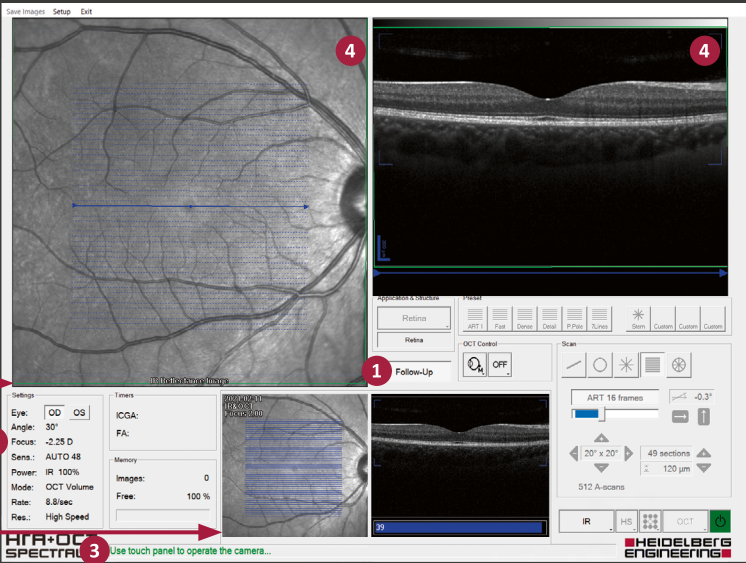 Save Images Setup Exit
4
4
IR Reflectance Image
Application & Structure
Retina
Retina
Preset
ART 1 Fast Dense Detail P.Pole 7Lines Stern Custom Custom Custom
1
Follow-Up
OCT Control
M
OFF
Scan
ART 16 frames
-0.3°
20° x 20°
49 sections
120 µm
512 A-scans
IR HS OCT
Settings
Eye: OD OS
Angle: 30°
Focus: -2.25 D
Sens.: AUTO 48
Power: IR 100%
Mode: OCT Volume
Rate: 8.8/sec
Res.: High Speed
Timers
ICGA:
FA:
Memory
Images: 0
Free: 100 %
IR&OCT
39
HRA+OCT
SPECTRAL
3
Use touch panel to operate the camera...
HEIDELBERG
ENGINEERING